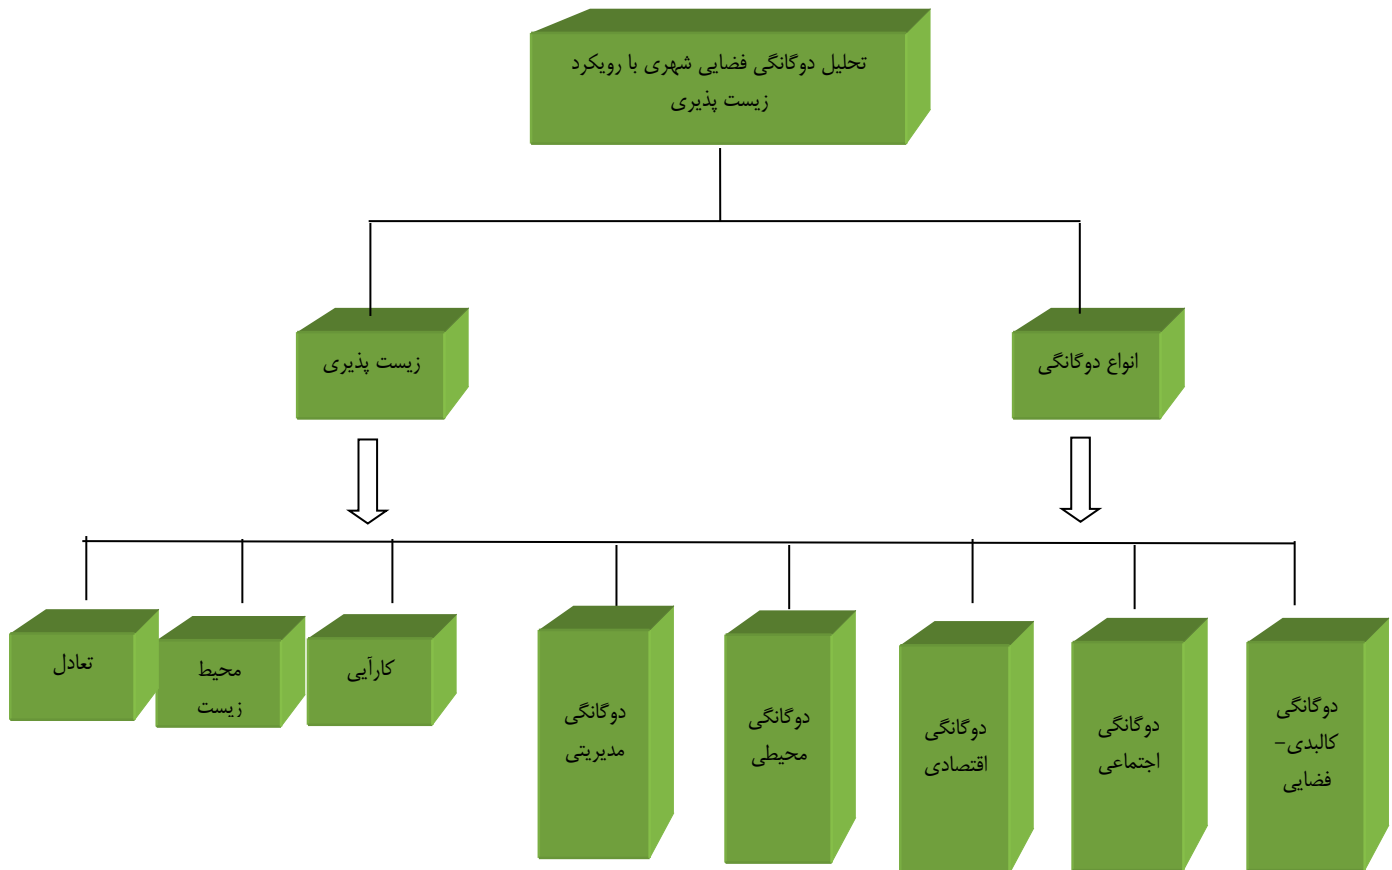 تحلیل دوگانگی فضایی شهری با رویکرد
زیست پذیری
انواع دوگانگی
زیست پذیری
دوگانگی
کالبدی-
فضایی
دوگانگی
اجتماعی
دوگانگی
اقتصادی
دوگانگی
محیطی
دوگانگی
مدیریتی
کارآیی
محیط
زیست
تعادل